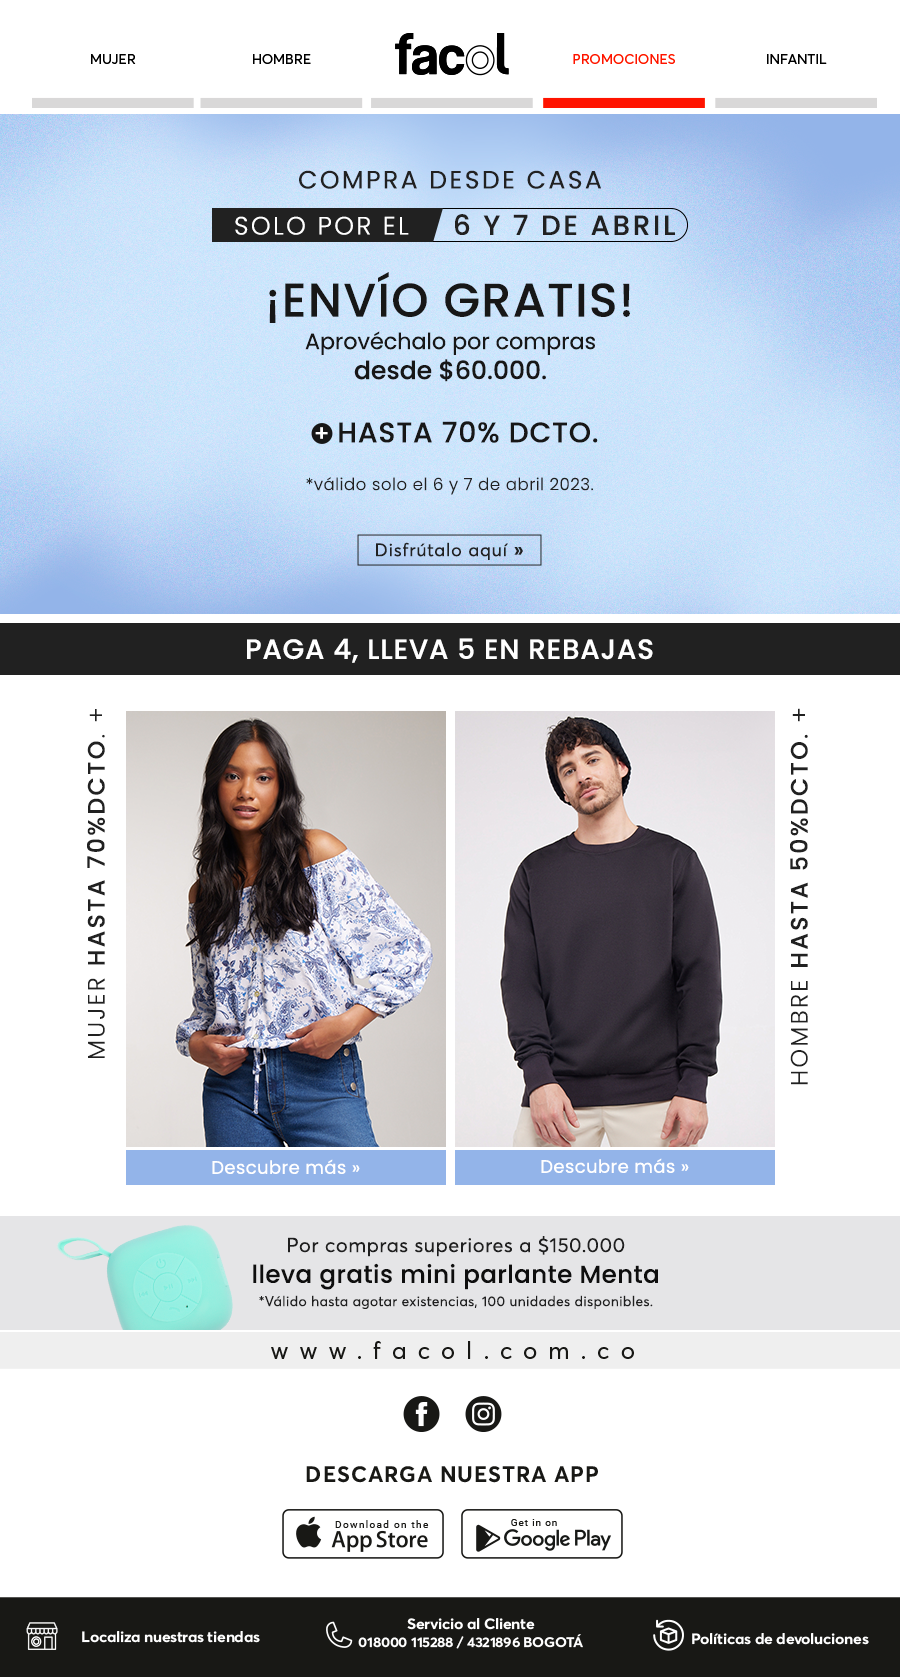 MUJER
HOMBRE
facol
PROMOCIONES
INFANTIL
COMPRA DESDE CASA
SOLO POR EL 6 Y 7 DE ABRIL
¡ENVÍO GRATIS!
Aprovéchalo por compras
desde $60.000.
+ HASTA 70% DCTO.
*válido solo el 6 y 7 de abril 2023.
Disfrútalo aquí »
PAGA 4, LLEVA 5 EN REBAJAS
MUJER HASTA 70%DCTO. +
HOMBRE HASTA 50%DCTO. +
Descubre más »
Descubre más »
Por compras superiores a $150.000
lleva gratis mini parlante Menta
*Válido hasta agotar existencias, 100 unidades disponibles.
www.facol.com.co
DESCARGA NUESTRA APP
Download on the
App Store
Get in on
Google Play
Localiza nuestras tiendas
Servicio al Cliente
018000 115288 / 4321896 BOGOTÁ
Políticas de devoluciones